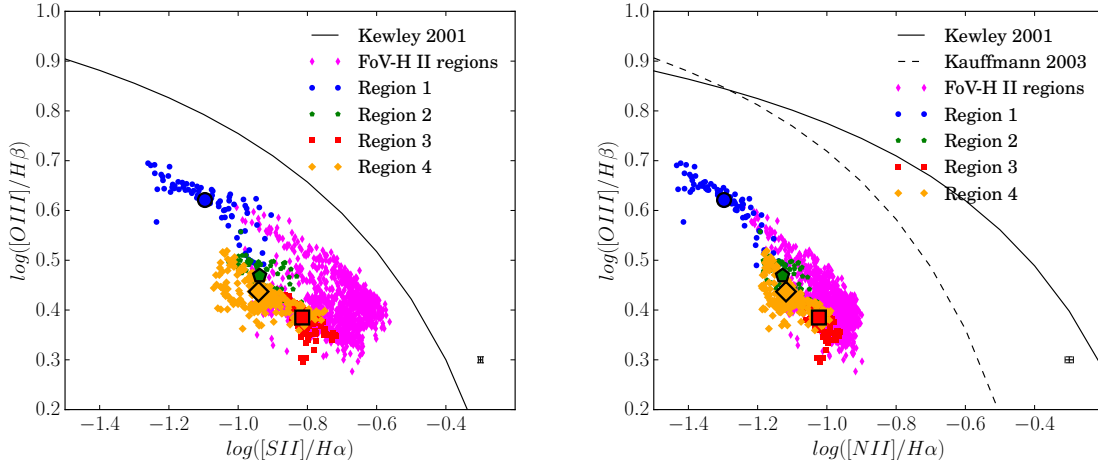 1.0
0.9
0.8
0.7
0.6
0.5
0.4
0.3
0.2
log([OIII]/Hβ)
Kewley 2001
FoV-H II regions
Region 1
Region 2
Region 3
Region 4
−1.4 −1.2 −1.0 −0.8 −0.6 −0.4
log([SII]/Hα)
1.0
0.9
0.8
0.7
0.6
0.5
0.4
0.3
0.2
log([OIII]/Hβ)
Kewley 2001
Kauffmann 2003
FoV-H II regions
Region 1
Region 2
Region 3
Region 4
−1.4 −1.2 −1.0 −0.8 −0.6 −0.4
log([NII]/Hα)